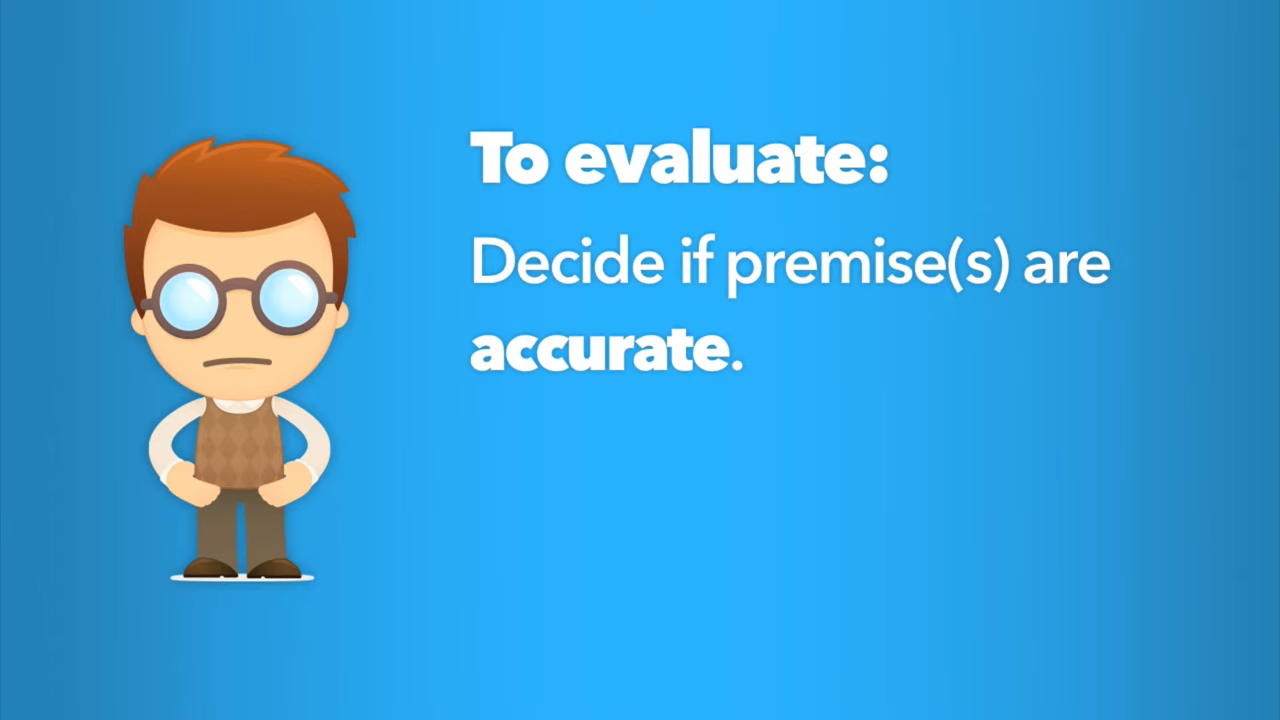 To evaluate:
Decide if premise(s) are
accurate.